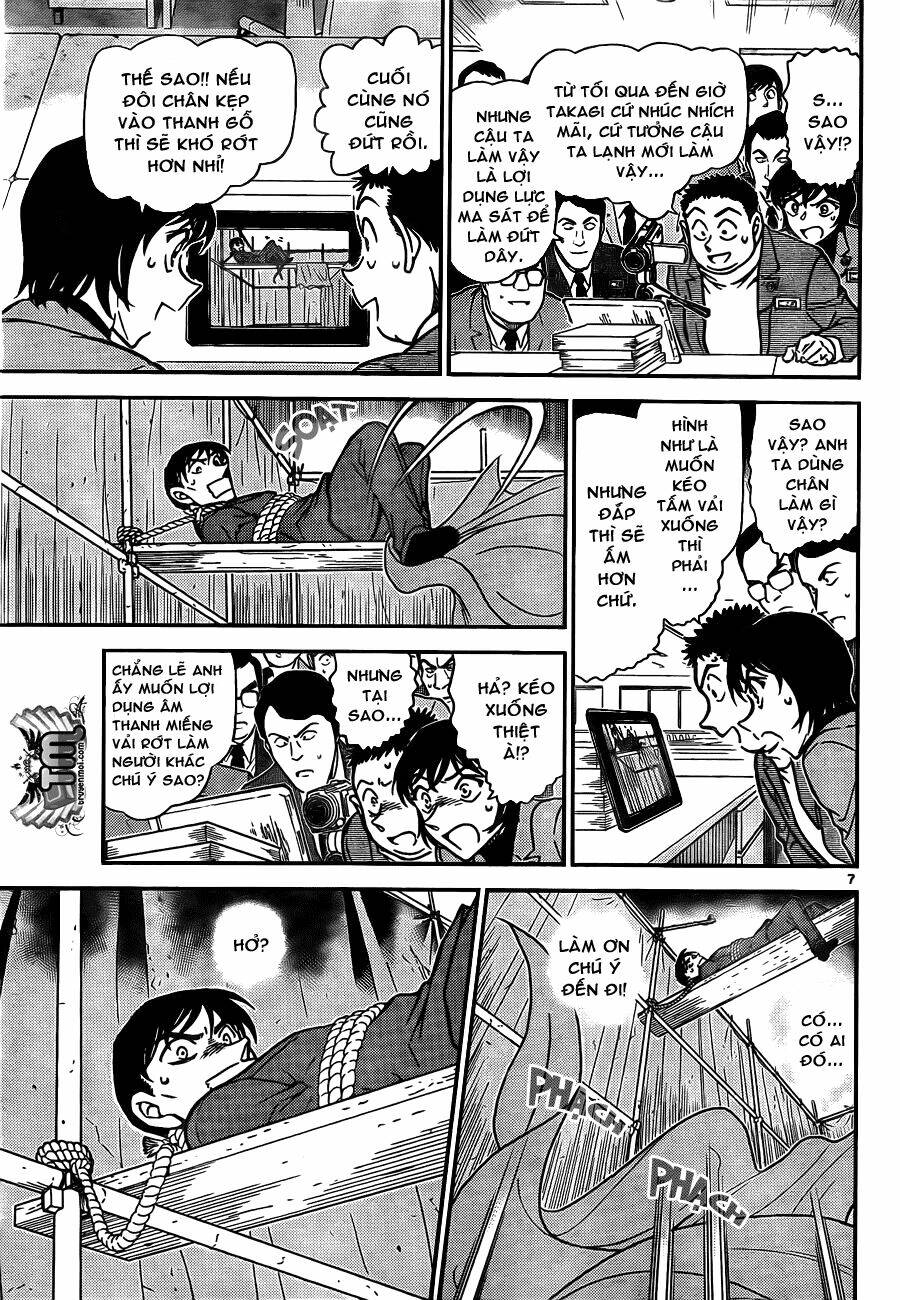 S...
SAO
VẬY!?
TỪ TỐI QUA ĐẾN GIỜ
TAKAGI CỨ NHÚC NHÍCH
MÃI, CỨ TƯỞNG CẬU
TA LẠNH MỚI LÀM
VẬY...
NHƯNG
CẬU TA
LÀM VẬY
LÀ LỢI
DỤNG LỰC
MA SÁT ĐỂ
LÀM ĐỨT
DÂY.
CUỐI
CÙNG NÓ
CŨNG
ĐỨT RỒI.
THẾ SAO!! NẾU
ĐÔI CHÂN KẸP
VÀO THANH GỖ
THÌ SẼ KHÓ RỚT
HƠN NHỈ!
SAO
VẬY? ANH
TA DÙNG
CHÂN
LÀM GÌ
VẬY?
HÌNH
NHƯ LÀ
MUỐN
KÉO
TẤM VẢI
XUỐNG
THÌ
PHẢI
...
NHƯNG
ĐẮP
THÌ SẼ
ẤM
HƠN
CHỨ.
SOẠT
HẢ? KÉO
XUỐNG
THIỆT
À!?
NHƯNG
TẠI
SAO...
CHẲNG LẼ ANH
ẤY MUỐN LỢI
DỤNG ÂM
THANH MIẾNG
VẢI RỚT LÀM
NGƯỜI KHÁC
CHÚ Ý SAO?
TM
truyenmoi.com
7
CÓ...
CÓ AI
ĐÓ...
LÀM ƠN
CHÚ Ý
ĐẾN ĐI!
PHẠCH
PHẠCH
HỞ?